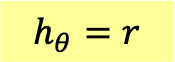 h_θ = r